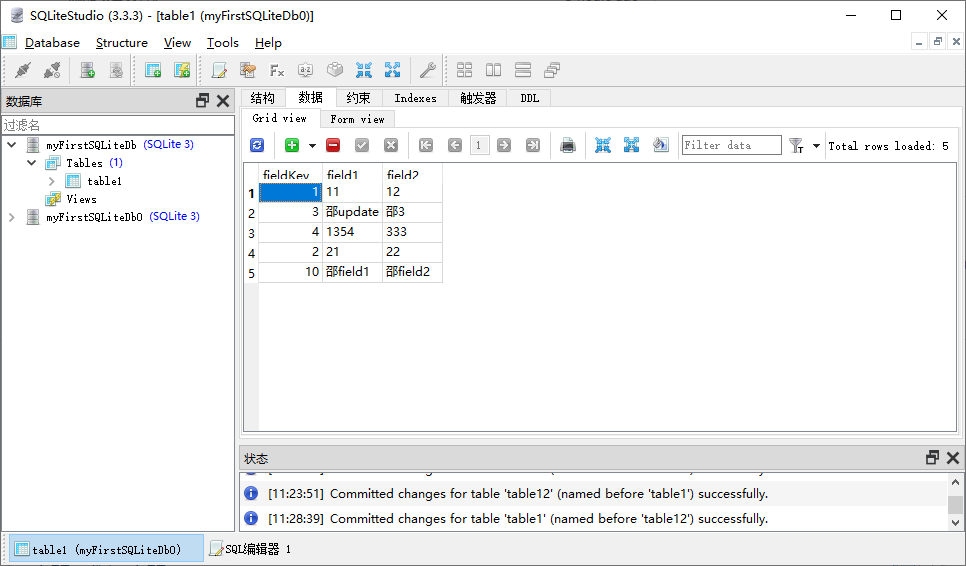 SQLiteStudio (3.3.3) - [table1 (myFirstSQLiteDb0)]
Database Structure View Tools Help
数据库
过滤名
myFirstSQLiteDb (SQLite 3)
Tables (1)
table1
Views
myFirstSQLiteDb0 (SQLite 3)
结构 数据 约束 Indexes 触发器 DDL
Grid view Form view
1 Filter data Total rows loaded: 5
fieldKey field1 field2
1 1 11 12
2 3 邵update 邵3
3 4 1354 333
4 2 21 22
5 10 邵field1 邵field2
状态
[11:23:51] Committed changes for table 'table12' (named before 'table1') successfully.
[11:28:39] Committed changes for table 'table1' (named before 'table12') successfully.
table1 (myFirstSQLiteDb0) SQL编辑器 1